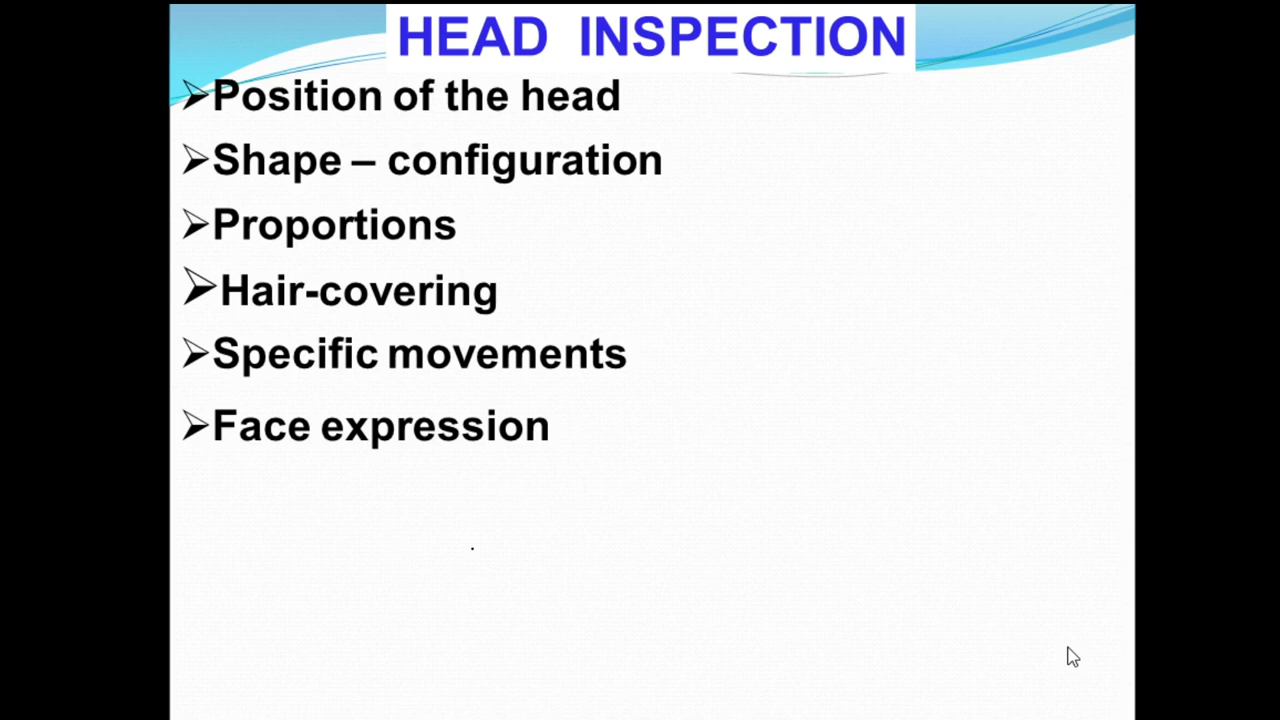 HEAD INSPECTION
➢Position of the head
➢Shape – configuration
➢Proportions
➢Hair-covering
➢Specific movements
➢Face expression
.